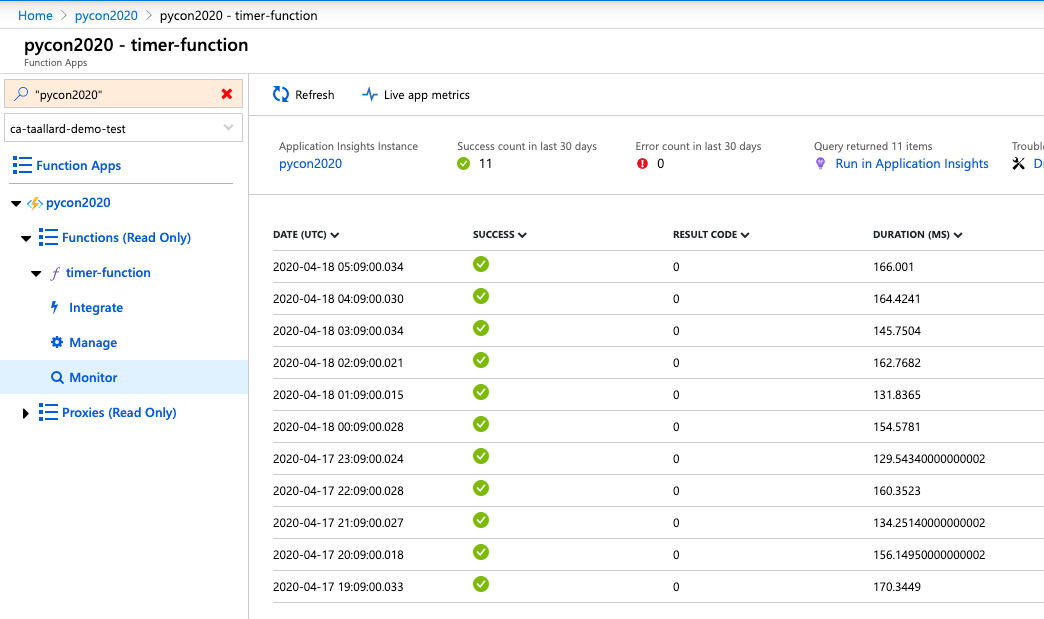 Home > pycon2020 > pycon2020 - timer-function
pycon2020 - timer-function
Function Apps
"pycon2020"
ca-taallard-demo-test
Function Apps
pycon2020
Functions (Read Only)
timer-function
Integrate
Manage
Monitor
Proxies (Read Only)
Refresh Live app metrics
Application Insights Instance Success count in last 30 days Error count in last 30 days Query returned 11 items
pycon2020 11 0 Run in Application Insights
DATE (UTC) SUCCESS RESULT CODE DURATION (MS)
2020-04-18 05:09:00.034 0 166.001
2020-04-18 04:09:00.030 0 164.4241
2020-04-18 03:09:00.034 0 145.7504
2020-04-18 02:09:00.021 0 162.7682
2020-04-18 01:09:00.015 0 131.8365
2020-04-18 00:09:00.028 0 154.5781
2020-04-17 23:09:00.024 0 129.54340000000002
2020-04-17 22:09:00.028 0 160.3523
2020-04-17 21:09:00.027 0 134.25140000000002
2020-04-17 20:09:00.018 0 156.14950000000002
2020-04-17 19:09:00.033 0 170.3449